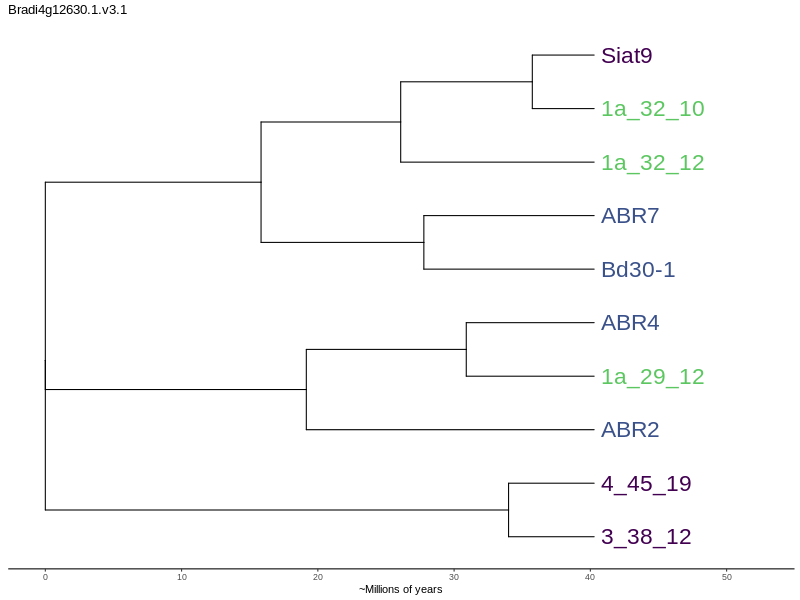 Bradi4g12630.1.v3.1
Siat9
1a_32_10
1a_32_12
ABR7
Bd30-1
ABR4
1a_29_12
ABR2
4_45_19
3_38_12
0 10 20 30 40 50
~Millions of years